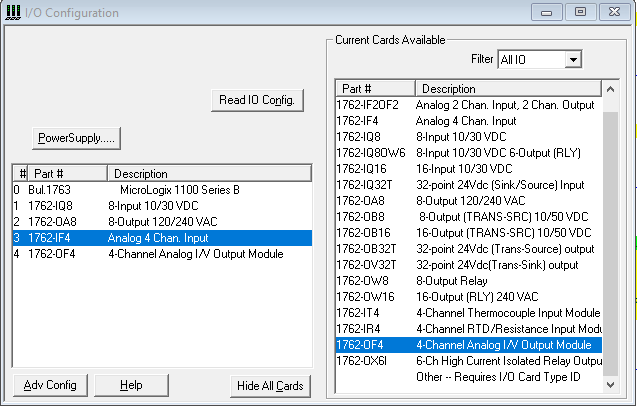 I/O Configuration
Current Cards Available
Filter All IO
Read IO Config.
PowerSupply.....
# Part # Description
0 Bul.1763 MicroLogix 1100 Series B
1 1762-IQ8 8-Input 10/30 VDC
2 1762-OA8 8-Output 120/240 VAC
3 1762-IF4 Analog 4 Chan. Input
4 1762-OF4 4-Channel Analog I/V Output Module
Adv Config
Help
Hide All Cards
Part # Description
1762-IF2OF2 Analog 2 Chan. Input, 2 Chan. Output
1762-IF4 Analog 4 Chan. Input
1762-IQ8 8-Input 10/30 VDC
1762-IQ8OW6 8-Input 10/30 VDC 6-Output (RLY)
1762-IQ16 16-Input 10/30 VDC
1762-IQ32T 32-point 24Vdc (Sink/Source) Input
1762-OA8 8-Output 120/240 VAC
1762-OB8 8-Output (TRANS-SRC) 10/50 VDC
1762-OB16 16-Output (TRANS-SRC) 10/50 VDC
1762-OB32T 32-point 24Vdc (Trans-Source) output
1762-OV32T 32-point 24Vdc(Trans-Sink) output
1762-OW8 8-Output Relay
1762-OW16 16-Output (RLY) 240 VAC
1762-IT4 4-Channel Thermocouple Input Module
1762-IR4 4-Channel RTD/Resistance Input Modu
1762-OF4 4-Channel Analog I/V Output Module
1762-OX6I 6-Ch High Current Isolated Relay Outpu
Other -- Requires I/O Card Type ID